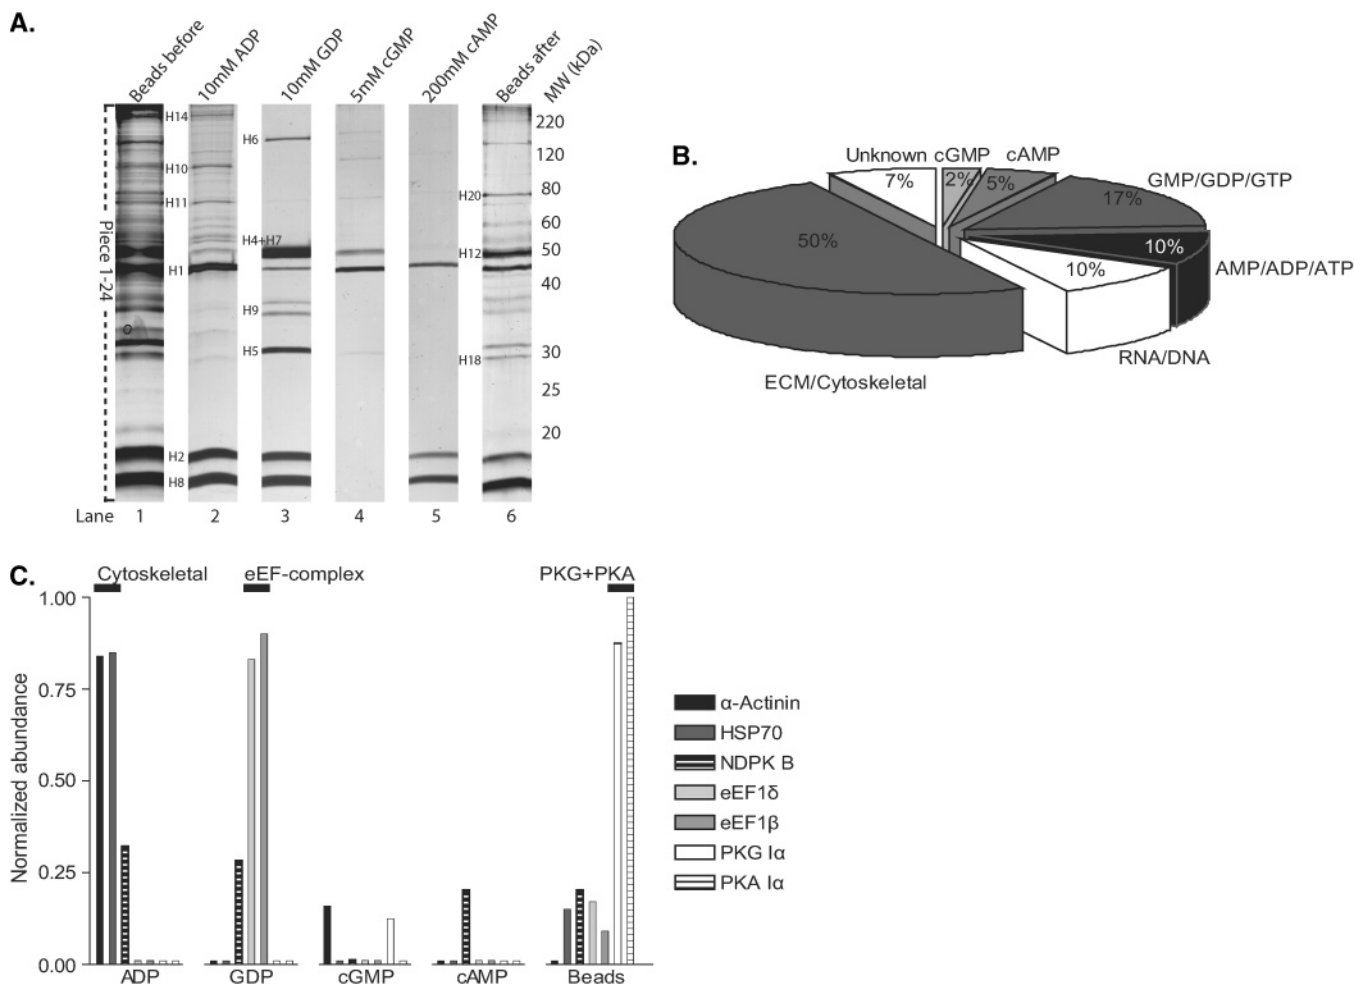 A.
Beads before
10mM ADP
10mM GDP
5mM cGMP
200mM cAMP
Beads after
MW (kDa)
Piece 1-24
H14
H10
H11
H1
H2
H8
H6
H4+H7
H9
H5
H20
H12
H18
220
120
80
60
50
40
30
25
20
Lane 1 2 3 4 5 6
B.
Unknown cGMP cAMP
7% 2% 5%
GMP/GDP/GTP
17%
50%
10%
AMP/ADP/ATP
10%
RNA/DNA
ECM/Cytoskeletal
C.
Cytoskeletal eEF-complex PKG+PKA
Normalized abundance
1.00
0.75
0.50
0.25
0.00
ADP GDP cGMP cAMP Beads
α-Actinin
HSP70
NDPK B
eEF1δ
eEF1β
PKG Iα
PKA Iα